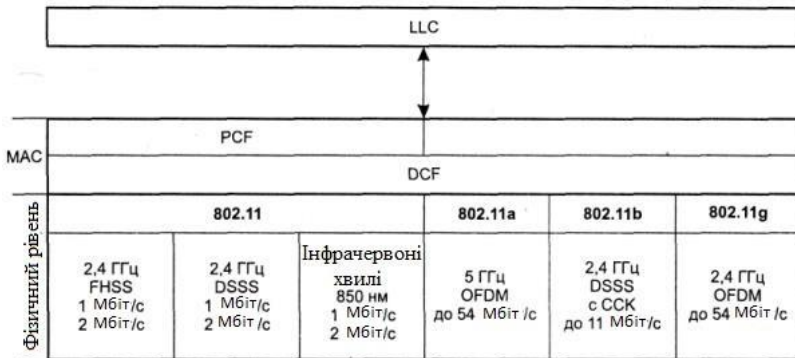 LLC
PCF
MAC
DCF
Фізичний рівень
802.11
802.11a
802.11b
802.11g
2,4 ГГц
FHSS
1 Мбіт/с
2 Мбіт/с
2,4 ГГц
DSSS
1 Мбіт/с
2 Мбіт/с
Інфрачервоні
хвилі
850 нм
1 Мбіт/с
2 Мбіт/с
5 ГГц
OFDM
до 54 Мбіт/с
2,4 ГГц
DSSS
с CCK
до 11 Мбіт/с
2,4 ГГц
OFDM
до 54 Мбіт/с